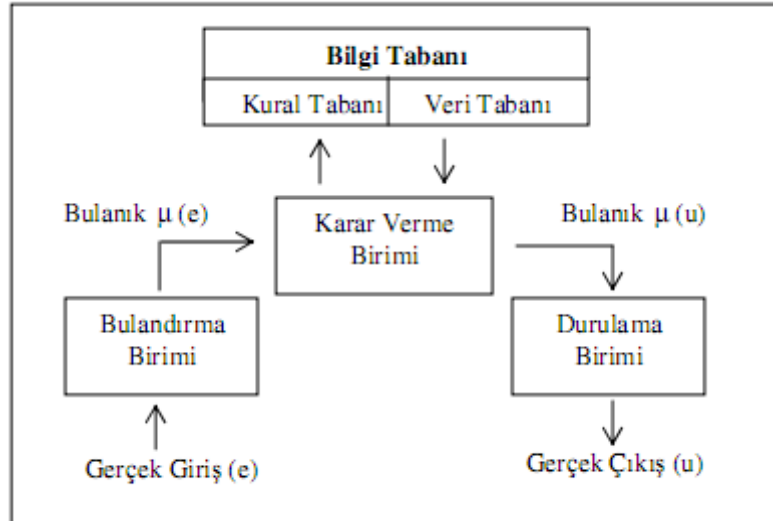 Bilgi Tabanı
Kural Tabanı
Veri Tabanı
Bulanık μ (e)
Karar Verme
Birimi
Bulanık μ (u)
Bulandırma
Birimi
Durulama
Birimi
Gerçek Giriş (e)
Gerçek Çıkış (u)